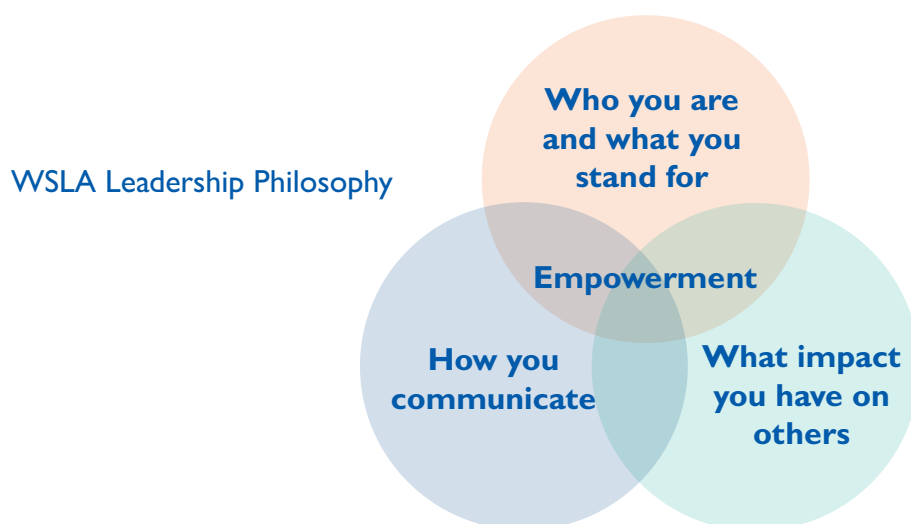 Who you are
and what you
stand for
WSLA Leadership Philosophy
Empowerment
How you
communicate
What impact
you have on
others